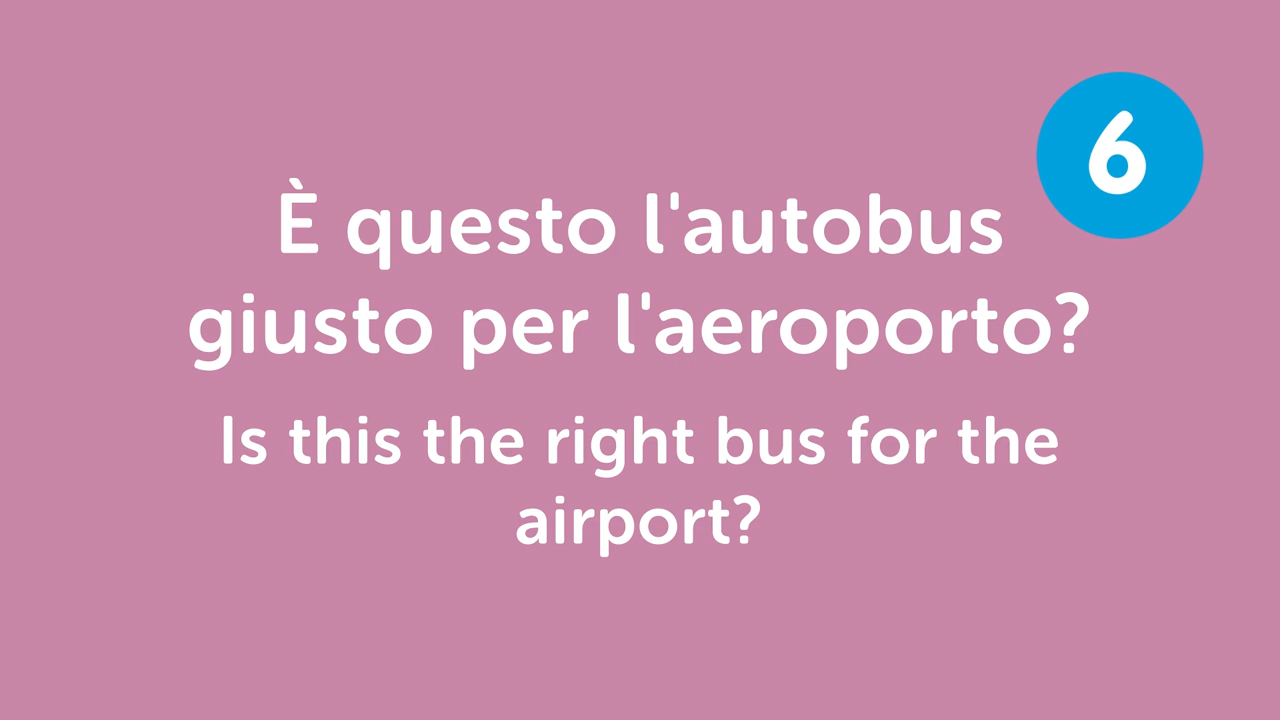 6
È questo l'autobus
giusto per l'aeroporto?
Is this the right bus for the
airport?